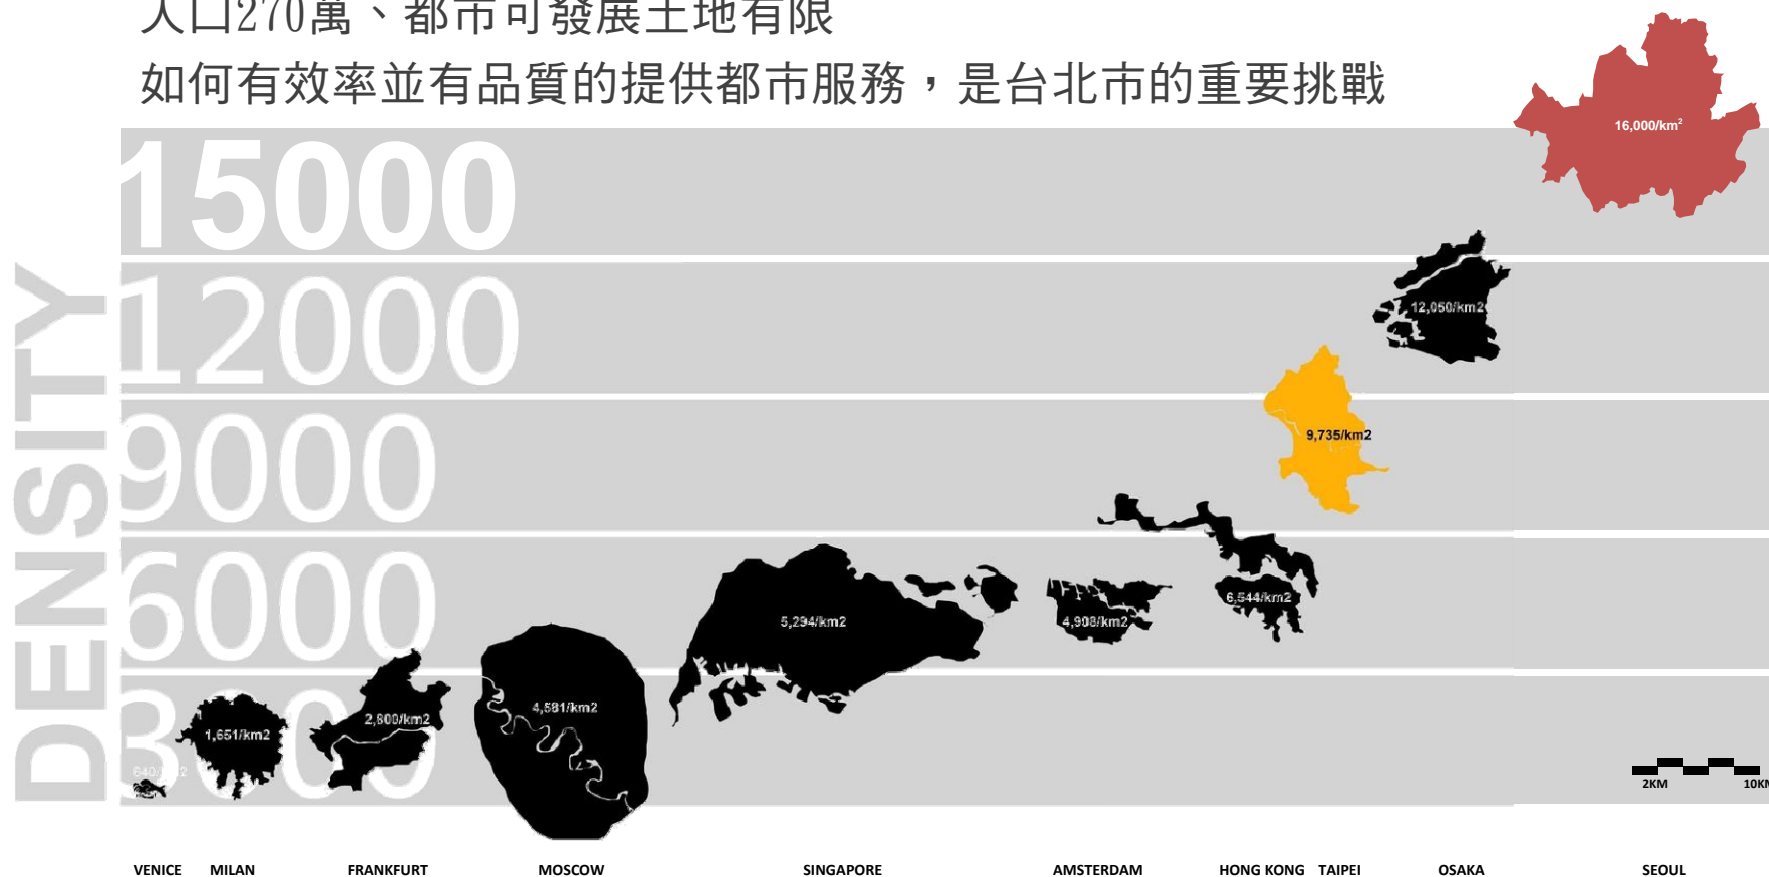 人口270萬、都市可發展土地有限
如何有效率並有品質的提供都市服務，是台北市的重要挑戰
DENSITY
15000
12000
9000
6000
3000
16,000/km²
12,050/km2
9,735/km2
6,544/km2
4,908/km2
5,294/km2
4,581/km2
2,800/km2
1,651/km2
640/km2
2KM 10KM
VENICE MILAN FRANKFURT MOSCOW SINGAPORE AMSTERDAM HONG KONG TAIPEI OSAKA SEOUL